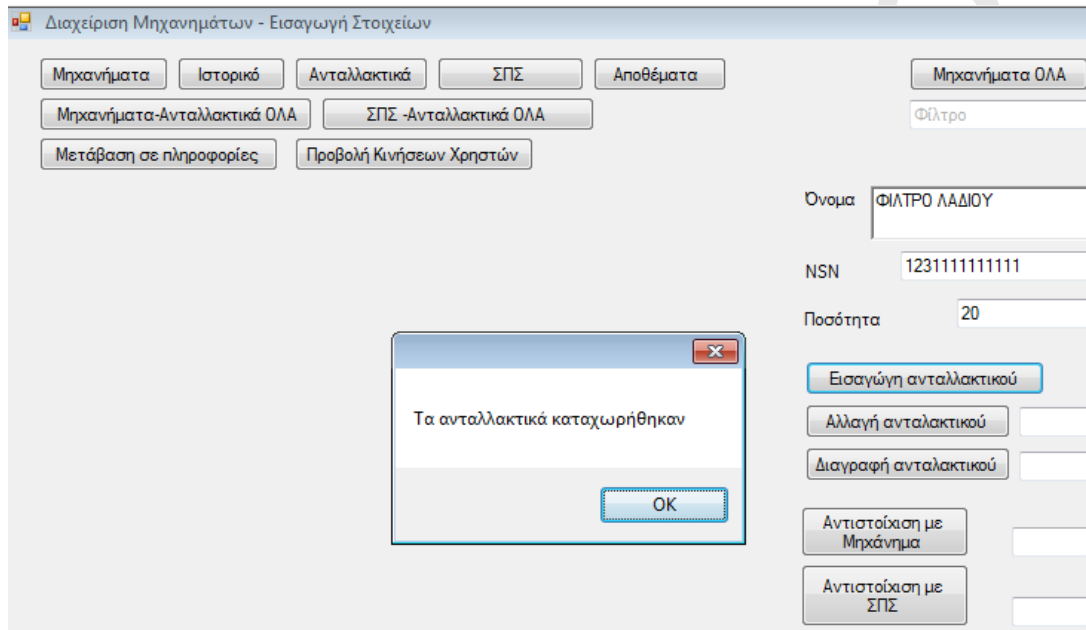 Διαχείριση Μηχανημάτων - Εισαγωγή Στοιχείων
Μηχανήματα Ιστορικό Ανταλλακτικά ΣΠΣ Αποθέματα Μηχανήματα ΟΛΑ
Μηχανήματα-Ανταλλακτικά ΟΛΑ ΣΠΣ -Ανταλλακτικά ΟΛΑ Φίλτρο
Μετάβαση σε πληροφορίες Προβολή Κινήσεων Χρηστών
Όνομα ΦΙΛΤΡΟ ΛΑΔΙΟΥ
NSN 1231111111111
Ποσότητα 20
Εισαγώγη ανταλλακτικού
Αλλαγή ανταλακτικού
Διαγραφή ανταλακτικού
Αντιστοίχιση με
Μηχάνημα
Αντιστοίχιση με
ΣΠΣ
Τα ανταλλακτικά καταχωρήθηκαν
OK